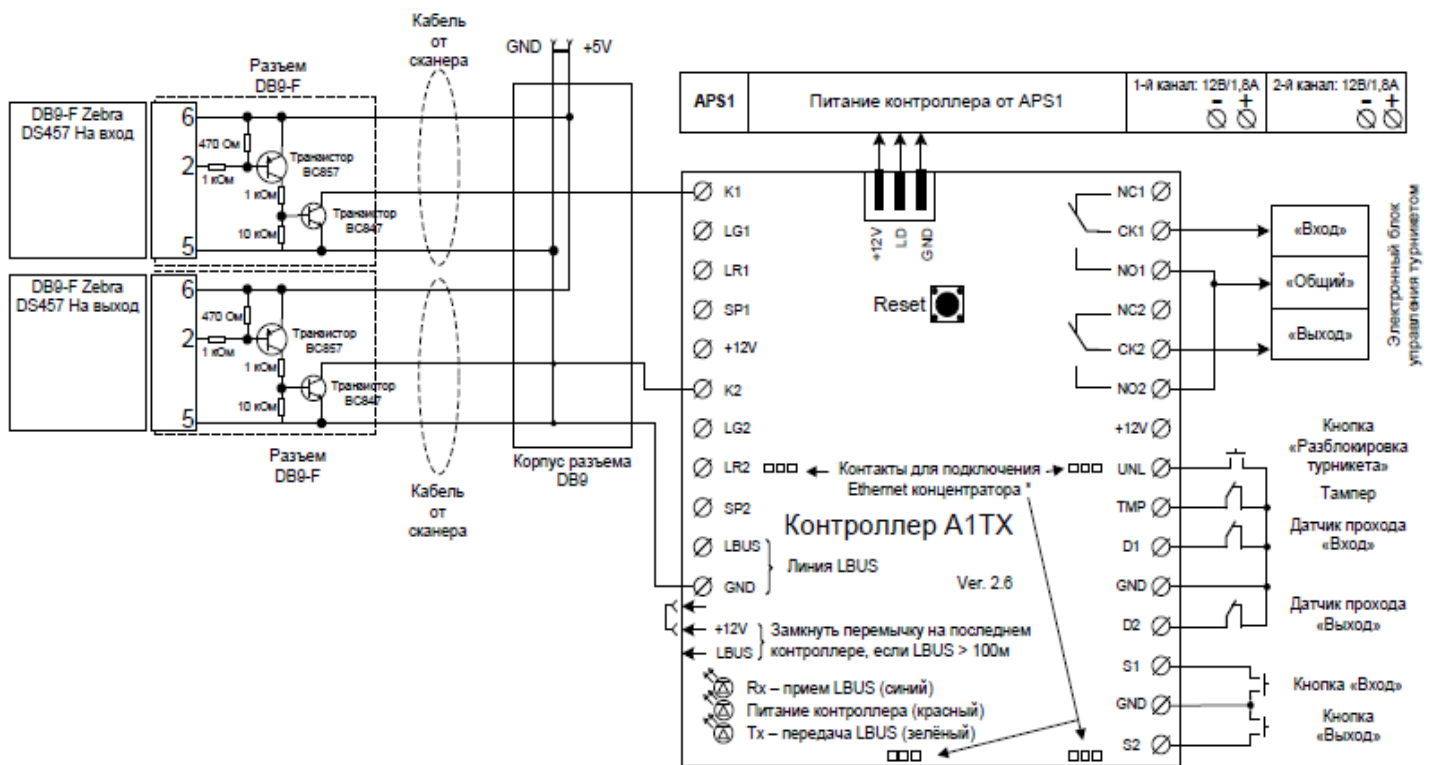 Кабель
от
сканера
GND
+5V
Разъем
DB9-F
DB9-F Zebra
DS457 На вход
6
470 Ом
2
1 кОм
Транзистор
BC857
1 кОм
Транзистор
BC847
10 кОм
5
DB9-F Zebra
DS457 На выход
6
470 Ом
2
1 кОм
Транзистор
BC857
1 кОм
Транзистор
BC847
10 кОм
5
Разъем
DB9-F
Кабель
от
сканера
Корпус разъема
DB9
APS1
Питание контроллера от APS1
1-й канал: 12В/1,8А
- +
2-й канал: 12В/1,8А
- +
+12V
LD
GND
K1
LG1
LR1
SP1
+12V
K2
LG2
LR2
SP2
LBUS
GND
+12V
LBUS
Reset
Контакты для подключения
Ethernet концентратора *
Контроллер A1TX
Линия LBUS
Ver. 2.6
Замкнуть перемычку на последнем
контроллере, если LBUS > 100м
Rx – прием LBUS (синий)
Питание контроллера (красный)
Tx – передача LBUS (зелёный)
NC1
CK1
NO1
NC2
CK2
NO2
+12V
UNL
TMP
D1
GND
D2
S1
GND
S2
«Вход»
«Общий»
«Выход»
Электронный блок
управления турникетом
Кнопка
«Разблокировка
турникета»
Тампер
Датчик прохода
«Вход»
Датчик прохода
«Выход»
Кнопка «Вход»
Кнопка
«Выход»